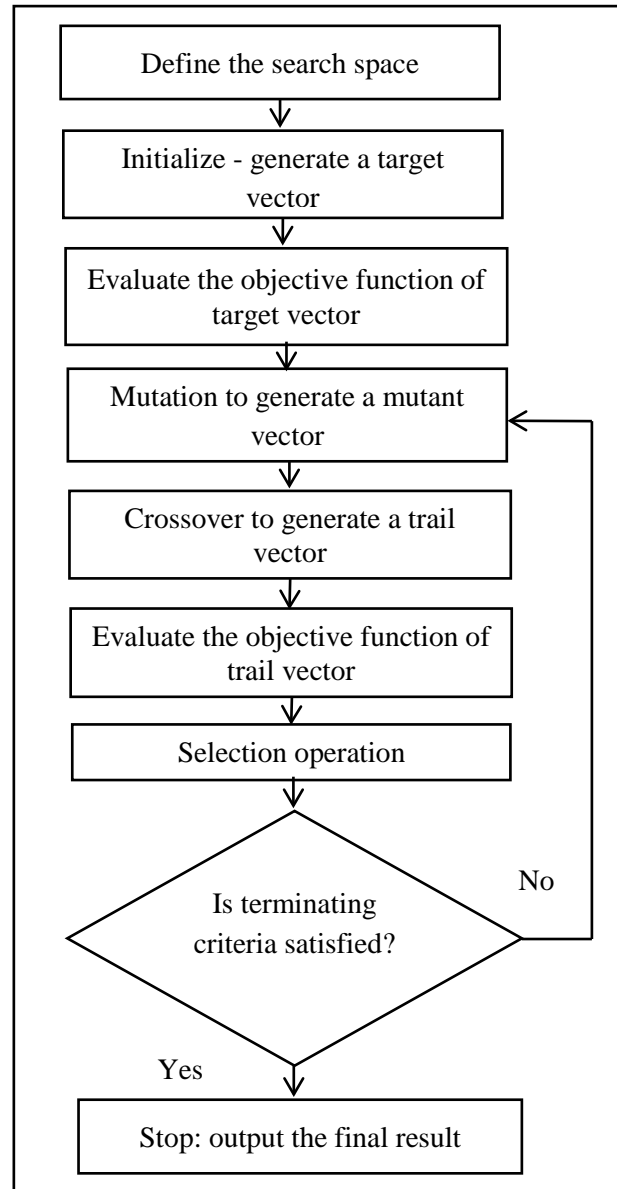 Define the search space
Initialize - generate a target
vector
Evaluate the objective function of
target vector
Mutation to generate a mutant
vector
Crossover to generate a trail
vector
Evaluate the objective function of
trail vector
Selection operation
Is terminating
criteria satisfied?
No
Yes
Stop: output the final result